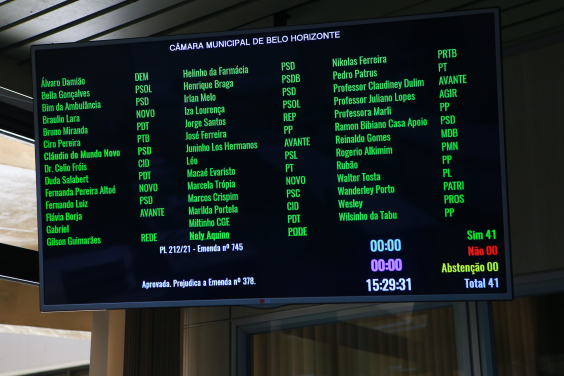 CÂMARA MUNICIPAL DE BELO HORIZONTE
Álvaro Damião DEM
Bella Gonçalves PSOL
Bim da Ambulância PSD
Braulio Lara NOVO
Bruno Miranda PDT
Ciro Pereira PTB
Cláudio do Mundo Novo PSD
Dr. Celio Fróis CID
Duda Salabert PDT
Fernanda Pereira Altoé NOVO
Fernando Luiz PSD
Flávia Borja AVANTE
Gabriel
Gilson Guimarães REDE
Helinho da Farmácia PSD
Henrique Braga PSDB
Irlan Melo PSD
Iza Lourença PSOL
Jorge Santos REP
José Ferreira PP
Juninho Los Hermanos AVANTE
Léo PSL
Macaé Evaristo PT
Marcela Trópia NOVO
Marcos Crispim PSC
Marilda Portela CID
Miltinho CGE PDT
Nely Aquino PODE
Nikolas Ferreira PRTB
Pedro Patrus PT
Professor Claudiney Dulim AVANTE
Professor Juliano Lopes AGIR
Professora Marli PP
Ramon Bibiano Casa Apoio PSD
Reinaldo Gomes MDB
Rogerio Alkimim PMN
Rubão PP
Walter Tosta PL
Wanderley Porto PATRI
Wesley PROS
Wilsinho da Tabu PP
PL 212/21 - Emenda nº 745
Aprovada. Prejudica a Emenda nº 378.
00:00
00:00
15:29:31
Sim 41
Não 00
Abstenção 00
Total 41